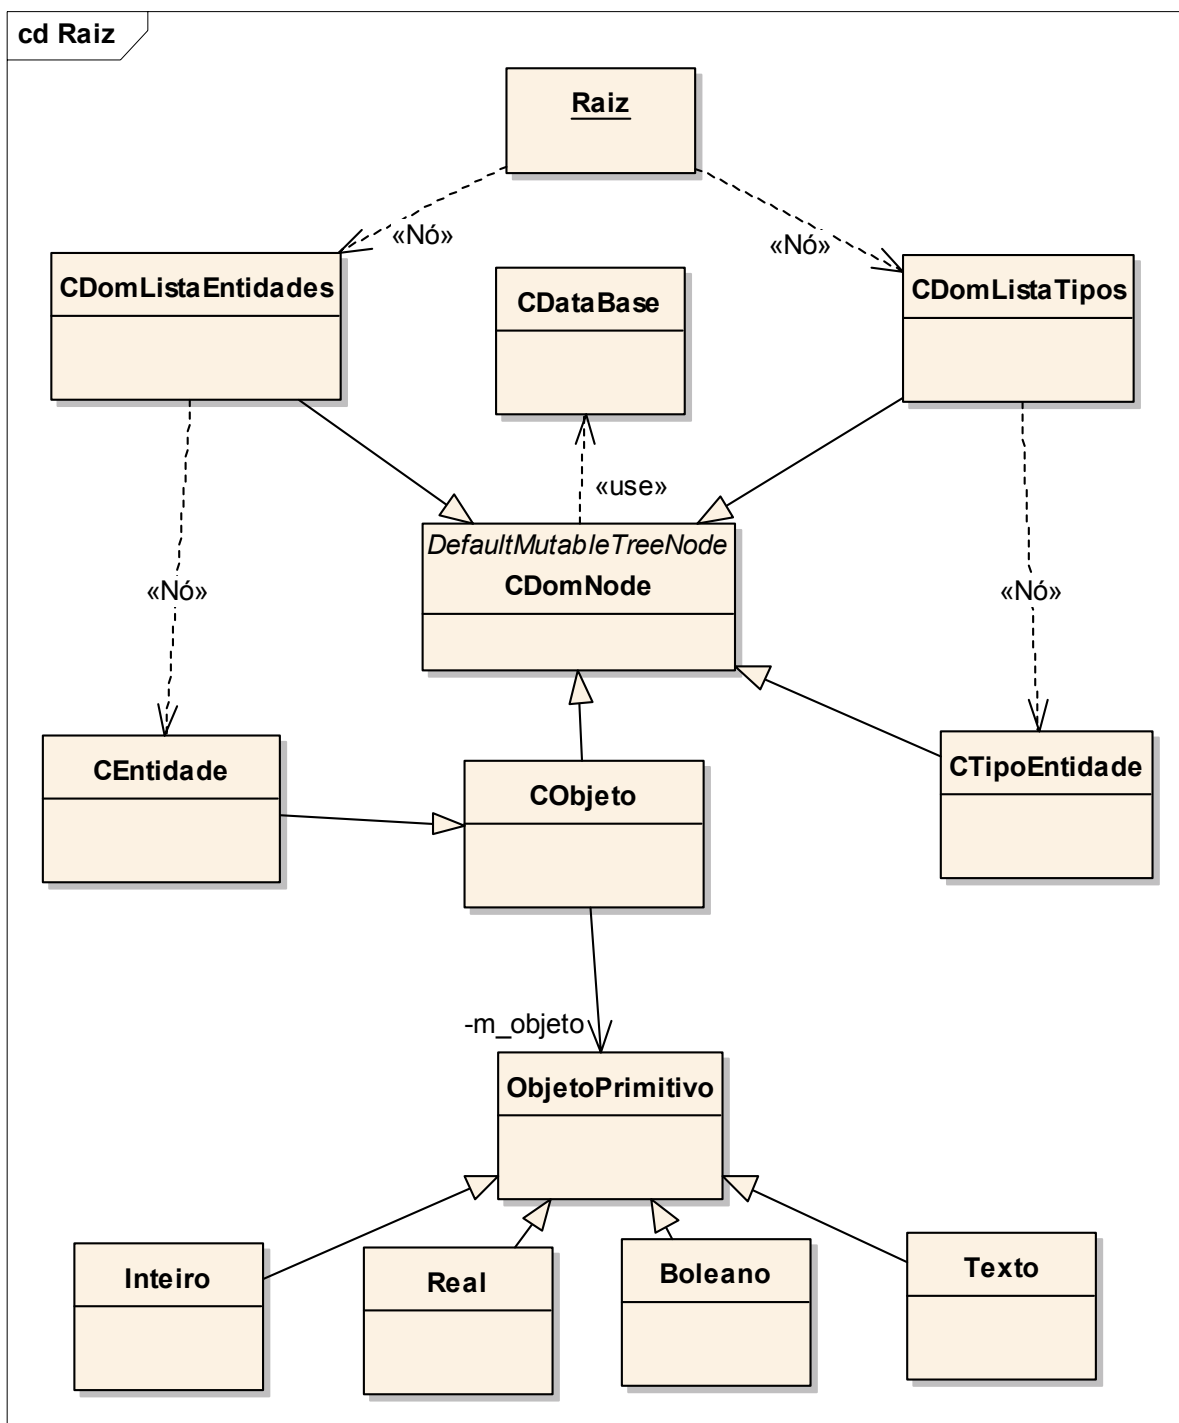 cd Raiz
Raiz
«Nó»
«Nó»
CDomListaEntidades
CDataBase
CDomListaTipos
«use»
DefaultMutableTreeNode
CDomNode
«Nó»
«Nó»
CEntidade
CObjeto
CTipoEntidade
-m_objeto
ObjetoPrimitivo
Inteiro
Real
Boleano
Texto